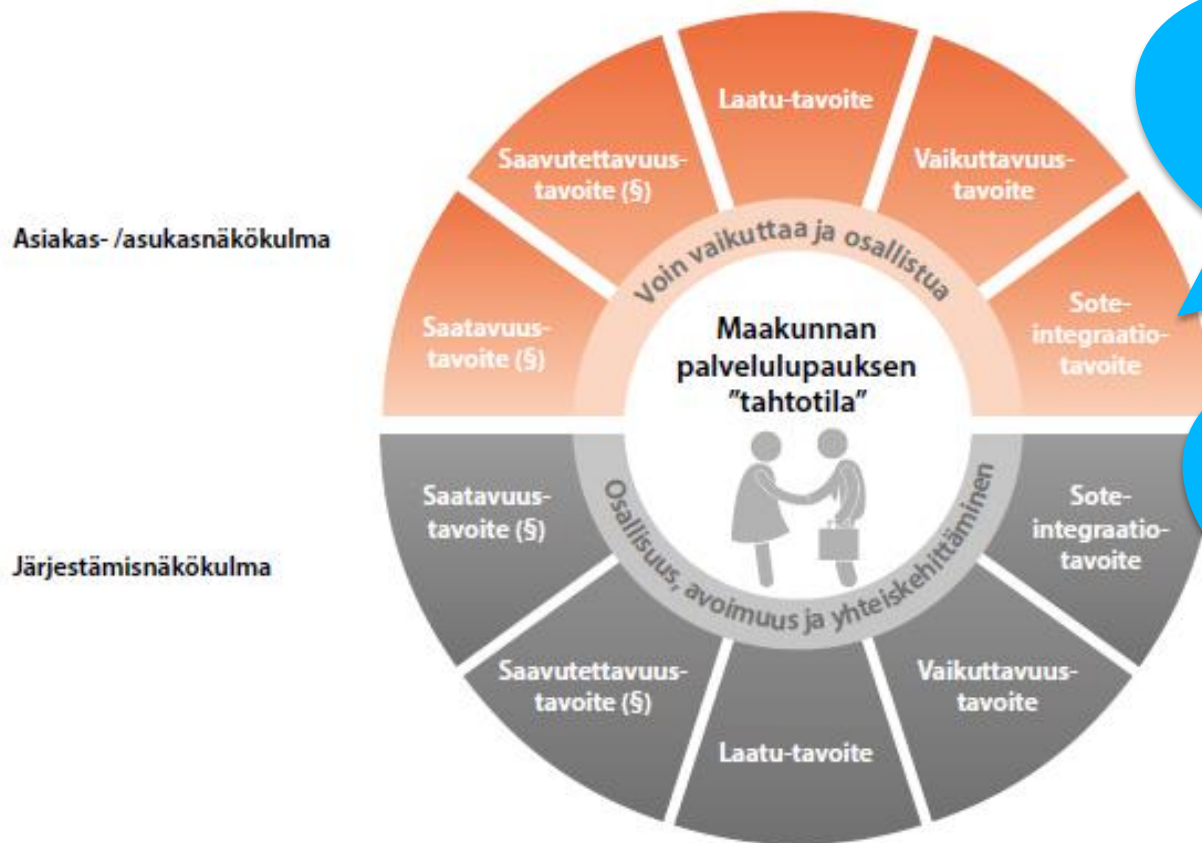 Laatu-tavoite
Saavutettavuus-
tavoite (§)
Vaikuttavuus-
tavoite
Asiakas- /asukasnäkökulma
Voin vaikuttaa ja osallistua
Saatavuus-
tavoite (§)
Maakunnan
palvelulupauksen
”tahtotila”
Sote-
integraatio-
tavoite
Saatavuus-
tavoite (§)
Sote-
integraatio-
tavoite
Järjestämisnäkökulma
Osallisuus, avoimuus ja yhteiskehittäminen
Saavutettavuus-
tavoite (§)
Vaikuttavuus-
tavoite
Laatu-tavoite